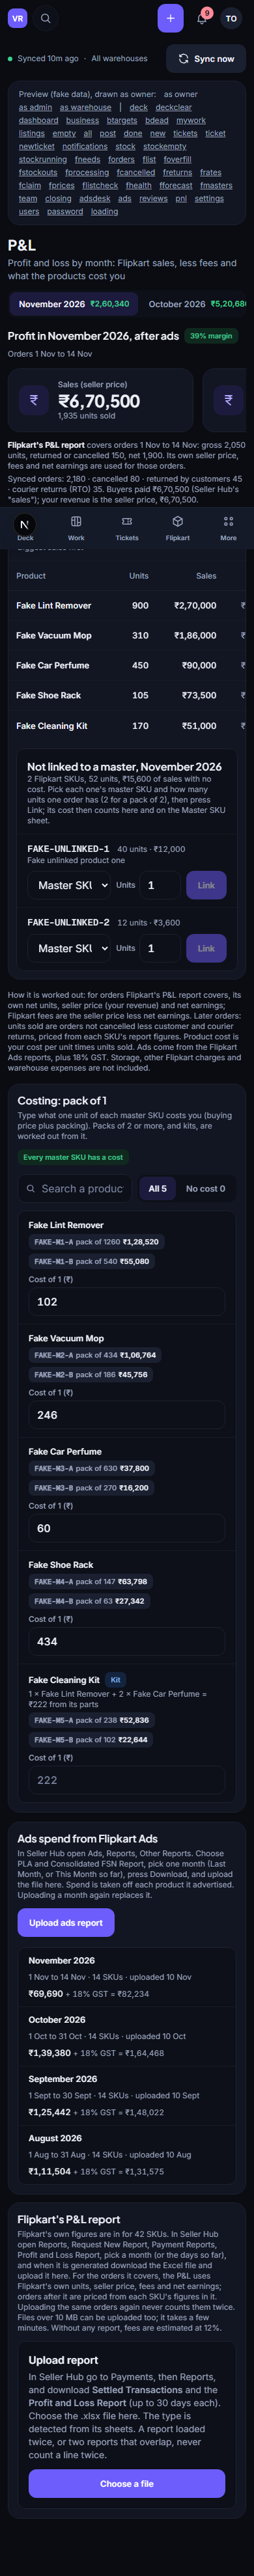 VR
9
TO
Synced 10m ago · All warehouses
Sync now
Preview (fake data), drawn as owner: as owner
as admin as warehouse | deck deckclear
dashboard business btargets bdead mywork
listings empty all post done new tickets ticket
newticket notifications stock stockempty
stockrunning fneeds forders flist foverfill
fstockouts fprocessing fcancelled freturns frates
fclaim fprices flistcheck fhealth fforecast fmasters
team closing adsdesk ads reviews pnl settings
users password loading
P&L
Profit and loss by month: Flipkart sales, less fees and
what the products cost you
November 2026 ₹2,60,340 October 2026
Profit in November 2026, after ads 39% margin
Orders 1 Nov to 14 Nov
₹
Sales (seller price)
₹6,70,500
1,935 units sold
₹
Flipkart's P&L report covers orders 1 Nov to 14 Nov: gross 2,050
units, returned or cancelled 150, net 1,900. Its own seller price,
fees and net earnings are used for those orders.
Synced orders: 2,180 · cancelled 80 · returned by customers 45
· courier returns (RTO) 35. Buyers paid ₹6,70,500 (Seller Hub's
"sales"); your revenue is the seller price, ₹6,70,500.
N
Deck Work Tickets Flipkart More
Product Units Sales
Fake Lint Remover 900 ₹2,70,000 ₹
Fake Vacuum Mop 310 ₹1,86,000 ₹
Fake Car Perfume 450 ₹90,000 ₹
Fake Shoe Rack 105 ₹73,500 ₹
Fake Cleaning Kit 170 ₹51,000 ₹
Not linked to a master, November 2026
2 Flipkart SKUs, 52 units, ₹15,600 of sales with no
cost. Pick each one's master SKU and how many
units one order has (2 for a pack of 2), then press
Link; its cost then counts here and on the Master SKU
sheet.
FAKE-UNLINKED-1 40 units · ₹12,000
Fake unlinked product one
Master SKU Units 1 Link
FAKE-UNLINKED-2 12 units · ₹3,600
Master SKU Units 1 Link
How it is worked out: for orders Flipkart's P&L report covers, its
own net units, seller price (your revenue) and net earnings;
Flipkart fees are the seller price less net earnings. Later orders:
units sold are orders not cancelled less customer and courier
returns, priced from each SKU's report figures. Product cost is
your cost per unit times units sold. Ads come from the Flipkart
Ads reports, plus 18% GST. Storage, other Flipkart charges and
warehouse expenses are not included.
Costing: pack of 1
Type what one unit of each master SKU costs you (buying
price plus packing). Packs of 2 or more, and kits, are
worked out from it.
Every master SKU has a cost
Search a product All 5 No cost 0
Fake Lint Remover
FAKE-M1-A pack of 1260 ₹1,28,520
FAKE-M1-B pack of 540 ₹55,080
Cost of 1 (₹)
102
Fake Vacuum Mop
FAKE-M2-A pack of 434 ₹1,06,764
FAKE-M2-B pack of 186 ₹45,756
Cost of 1 (₹)
246
Fake Car Perfume
FAKE-M3-A pack of 630 ₹37,800
FAKE-M3-B pack of 270 ₹16,200
Cost of 1 (₹)
60
Fake Shoe Rack
FAKE-M4-A pack of 147 ₹63,798
FAKE-M4-B pack of 63 ₹27,342
Cost of 1 (₹)
434
Fake Cleaning Kit Kit
1 × Fake Lint Remover + 2 × Fake Car Perfume =
₹222 from its parts
FAKE-M5-A pack of 238 ₹52,836
FAKE-M5-B pack of 102 ₹22,644
Cost of 1 (₹)
222
Ads spend from Flipkart Ads
In Seller Hub open Ads, Reports, Other Reports. Choose
PLA and Consolidated FSN Report, pick one month (Last
Month, or This Month so far), press Download, and upload
the file here. Spend is taken off each product it advertised.
Uploading a month again replaces it.
Upload ads report
November 2026
1 Nov to 14 Nov · 14 SKUs · uploaded 10 Nov
₹69,690 + 18% GST = ₹82,234
October 2026
1 Oct to 31 Oct · 14 SKUs · uploaded 10 Oct
₹1,39,380 + 18% GST = ₹1,64,468
September 2026
1 Sept to 30 Sept · 14 SKUs · uploaded 10 Sept
₹1,25,442 + 18% GST = ₹1,48,022
August 2026
1 Aug to 31 Aug · 14 SKUs · uploaded 10 Aug
₹1,11,504 + 18% GST = ₹1,31,575
Flipkart's P&L report
Flipkart's own figures are in for 42 SKUs. In Seller Hub
open Reports, Request New Report, Payment Reports,
Profit and Loss Report, pick a month (or the days so far),
and when it is generated download the Excel file and
upload it here. For the orders it covers, the P&L uses
Flipkart's own units, seller price, fees and net earnings;
orders after it are priced from each SKU's figures in it.
Uploading the same orders again never counts them twice.
Files over 10 MB can be uploaded too; it takes a few
minutes. Without any report, fees are estimated at 12%.
Upload report
In Seller Hub go to Payments, then Reports,
and download Settled Transactions and the
Profit and Loss Report (up to 30 days each).
Choose the .xlsx file here. The type is
detected from its sheets. A report loaded
twice, or two reports that overlap, never
count a line twice.
Choose a file